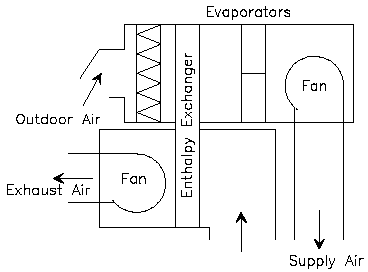 Evaporators
Fan
Enthalpy Exchanger
Outdoor Air
Fan
Exhaust Air
Supply Air